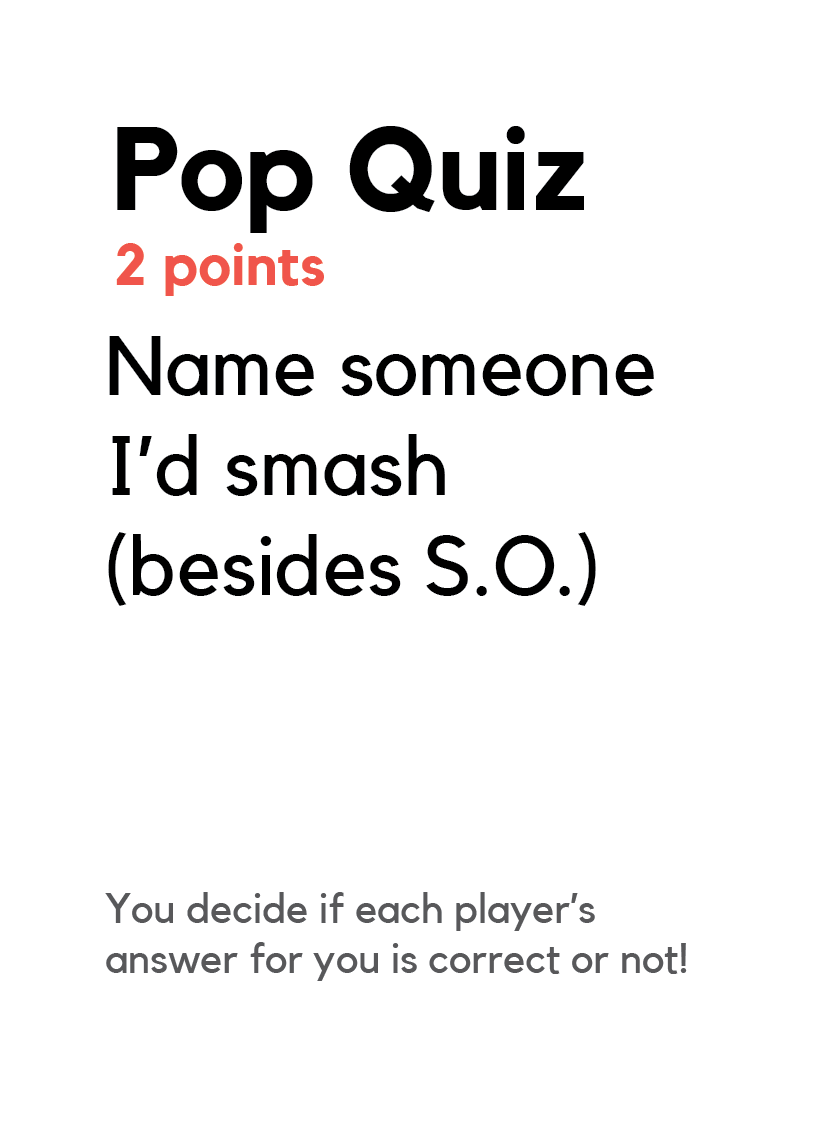 Pop Quiz
2 points
Name someone
I'd smash
(besides S.O.)
You decide if each player's
answer for you is correct or not!